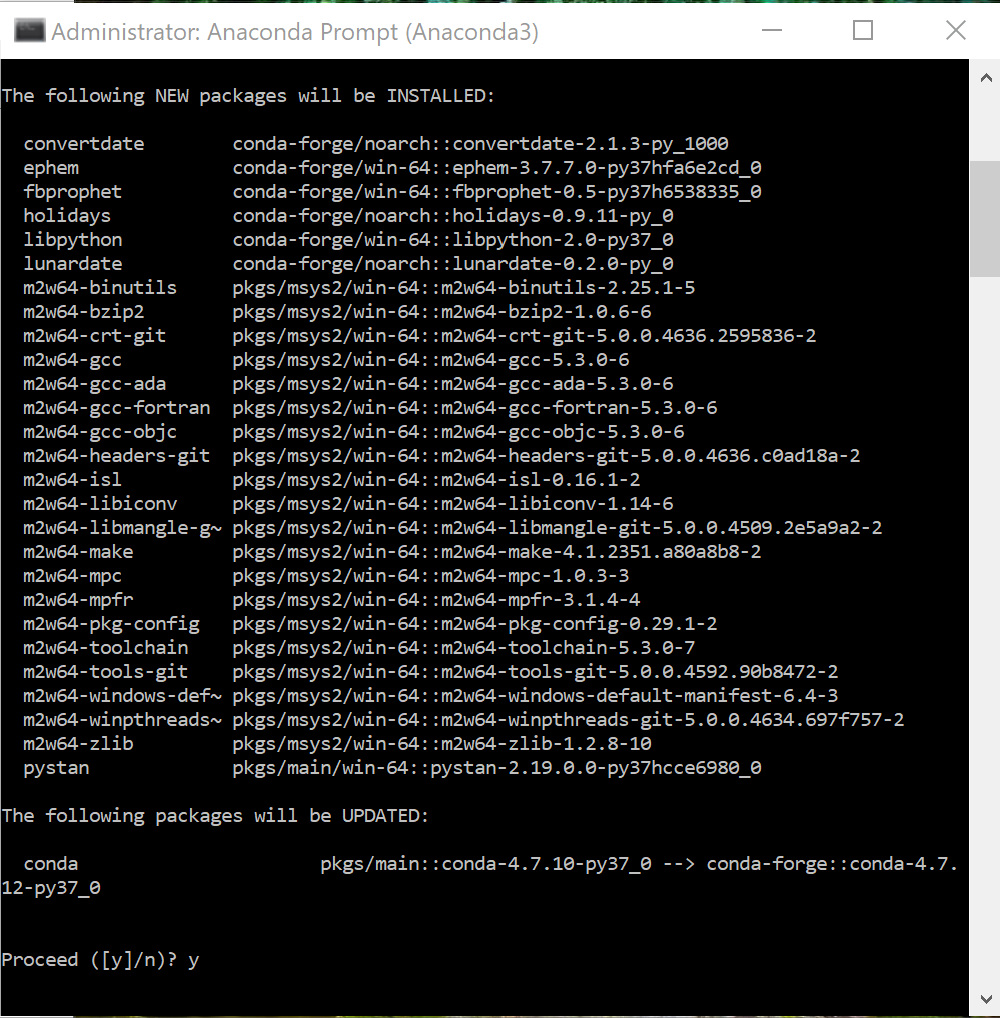 Administrator: Anaconda Prompt (Anaconda3)
The following NEW packages will be INSTALLED:
convertdate conda-forge/noarch::convertdate-2.1.3-py_1000
ephem conda-forge/win-64::ephem-3.7.7.0-py37hfa6e2cd_0
fbprophet conda-forge/win-64::fbprophet-0.5-py37h6538335_0
holidays conda-forge/noarch::holidays-0.9.11-py_0
libpython conda-forge/win-64::libpython-2.0-py37_0
lunardate conda-forge/noarch::lunardate-0.2.0-py_0
m2w64-binutils pkgs/msys2/win-64::m2w64-binutils-2.25.1-5
m2w64-bzip2 pkgs/msys2/win-64::m2w64-bzip2-1.0.6-6
m2w64-crt-git pkgs/msys2/win-64::m2w64-crt-git-5.0.0.4636.2595836-2
m2w64-gcc pkgs/msys2/win-64::m2w64-gcc-5.3.0-6
m2w64-gcc-ada pkgs/msys2/win-64::m2w64-gcc-ada-5.3.0-6
m2w64-gcc-fortran pkgs/msys2/win-64::m2w64-gcc-fortran-5.3.0-6
m2w64-gcc-objc pkgs/msys2/win-64::m2w64-gcc-objc-5.3.0-6
m2w64-headers-git pkgs/msys2/win-64::m2w64-headers-git-5.0.0.4636.c0ad18a-2
m2w64-isl pkgs/msys2/win-64::m2w64-isl-0.16.1-2
m2w64-libiconv pkgs/msys2/win-64::m2w64-libiconv-1.14-6
m2w64-libmangle-g~ pkgs/msys2/win-64::m2w64-libmangle-git-5.0.0.4509.2e5a9a2-2
m2w64-make pkgs/msys2/win-64::m2w64-make-4.1.2351.a80a8b8-2
m2w64-mpc pkgs/msys2/win-64::m2w64-mpc-1.0.3-3
m2w64-mpfr pkgs/msys2/win-64::m2w64-mpfr-3.1.4-4
m2w64-pkg-config pkgs/msys2/win-64::m2w64-pkg-config-0.29.1-2
m2w64-toolchain pkgs/msys2/win-64::m2w64-toolchain-5.3.0-7
m2w64-tools-git pkgs/msys2/win-64::m2w64-tools-git-5.0.0.4592.90b8472-2
m2w64-windows-def~ pkgs/msys2/win-64::m2w64-windows-default-manifest-6.4-3
m2w64-winpthreads~ pkgs/msys2/win-64::m2w64-winpthreads-git-5.0.0.4634.697f757-2
m2w64-zlib pkgs/msys2/win-64::m2w64-zlib-1.2.8-10
pystan pkgs/main/win-64::pystan-2.19.0.0-py37hcce6980_0
The following packages will be UPDATED:
conda pkgs/main::conda-4.7.10-py37_0 --> conda-forge::conda-4.7.
12-py37_0
Proceed ([y]/n)? y